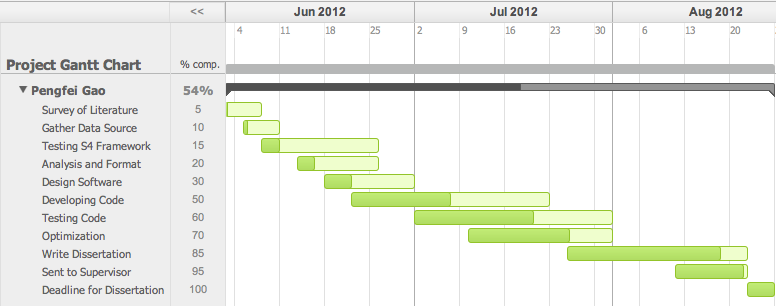 << Jun 2012 Jul 2012 Aug 2012
4 11 18 25 2 9 16 23 30 6 13 20
Project Gantt Chart % comp.
Pengfei Gao 54%
Survey of Literature 5
Gather Data Source 10
Testing S4 Framework 15
Analysis and Format 20
Design Software 30
Developing Code 50
Testing Code 60
Optimization 70
Write Dissertation 85
Sent to Supervisor 95
Deadline for Dissertation 100